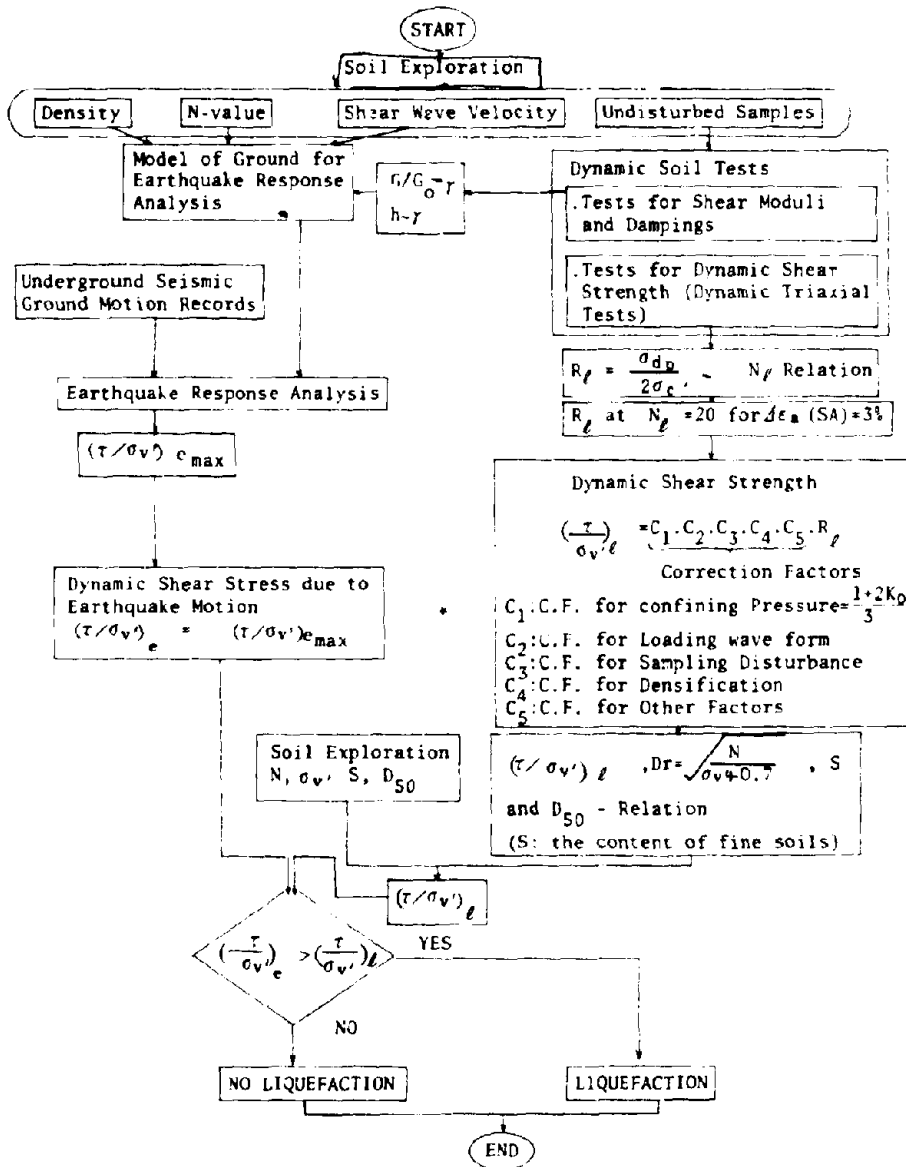 START
Soil Exploration
Density
N-value
Shear Wave Velocity
Undisturbed Samples
Model of Ground for
Earthquake Response
Analysis
G/G₀-γ
h~γ
Dynamic Soil Tests
.Tests for Shear Moduli
and Dampings
.Tests for Dynamic Shear
Strength (Dynamic Triaxial
Tests)
Underground Seismic
Ground Motion Records
Rℓ = σdp/2σc' - Nℓ Relation
Rℓ at Nℓ =20 for Δεa (SA)=3%
Earthquake Response Analysis
(τ/σv') e max
Dynamic Shear Strength
(τ/σv')ℓ =C₁.C₂.C₃.C₄.C₅.Rℓ
Correction Factors
C₁:C.F. for confining Pressure=(1+2K₀)/3
C₂:C.F. for Loading wave form
C₃:C.F. for Sampling Disturbance
C₄:C.F. for Densification
C₅:C.F. for Other Factors
Dynamic Shear Stress due to
Earthquake Motion
(τ/σv')e = (τ/σv')e max
*
Soil Exploration
N, σv' S, D₅₀
(τ/σv')ℓ ,Dr=√N/(σv+0.7) , S
and D₅₀ - Relation
(S: the content of fine soils)
(τ/σv')ℓ
(τ/σv')e >(τ/σv')ℓ
YES
NO
NO LIQUEFACTION
LIQUEFACTION
END